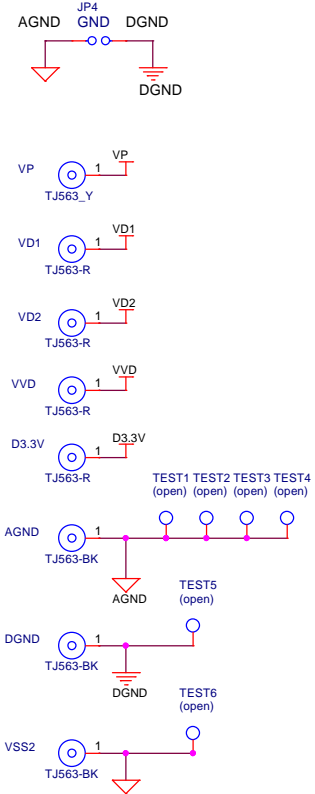 JP4
AGND GND DGND
DGND
VP 1 VP
TJ563_Y
VD1 1 VD1
TJ563-R
VD2 1 VD2
TJ563-R
VVD 1 VVD
TJ563-R
D3.3V 1 D3.3V
TJ563-R
TEST1 TEST2 TEST3 TEST4
(open) (open) (open) (open)
AGND 1
TJ563-BK
AGND
TEST5
(open)
DGND 1
TJ563-BK
DGND
TEST6
(open)
VSS2 1
TJ563-BK